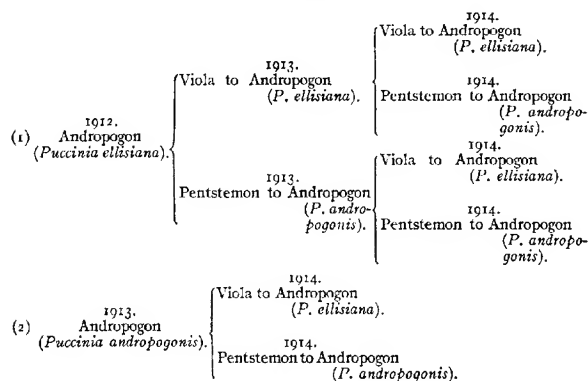 (1) 1912.
Andropogon
(Puccinia ellisiana).
1913.
Viola to Andropogon
(P. ellisiana).
1914.
Viola to Andropogon
(P. ellisiana).
1914.
Pentstemon to Andropogon
(P. andropo-
gonis).
1913.
Pentstemon to Andropogon
(P. andro-
pogonis).
1914.
Viola to Andropogon
(P. ellisiana).
1914.
Pentstemon to Andropogon
(P. andropo-
gonis).
(2) 1913.
Andropogon
(Puccinia andropogonis).
1914.
Viola to Andropogon
(P. ellisiana).
1914.
Pentstemon to Andropogon
(P. andropogonis).